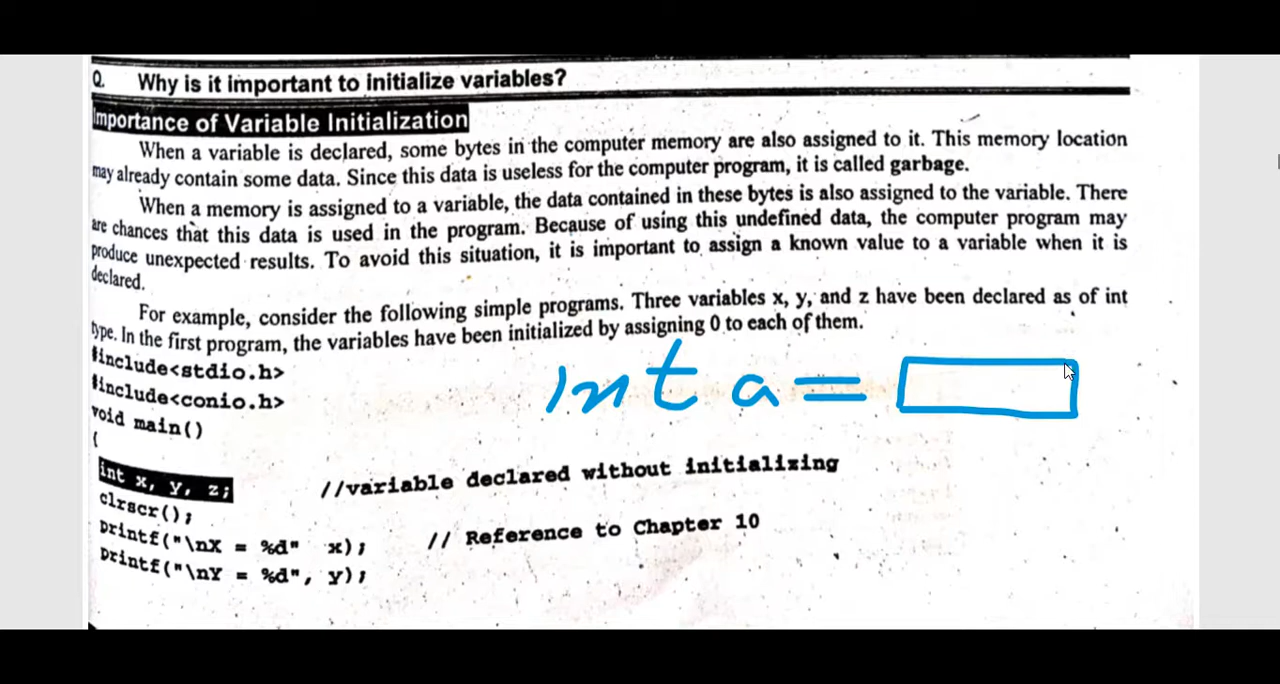 Q. Why is it important to initialize variables?
Importance of Variable Initialization
When a variable is declared, some bytes in the computer memory are also assigned to it. This memory location
may already contain some data. Since this data is useless for the computer program, it is called garbage.
When a memory is assigned to a variable, the data contained in these bytes is also assigned to the variable. There
are chances that this data is used in the program. Because of using this undefined data, the computer program may
produce unexpected results. To avoid this situation, it is important to assign a known value to a variable when it is
declared.
For example, consider the following simple programs. Three variables x, y, and z have been declared as of int
type. In the first program, the variables have been initialized by assigning 0 to each of them.
#include<stdio.h>
int a =
#include<conio.h>
void main()
{
int x, y, z; //variable declared without initializing
clrscr();
printf("\nX = %d" x); // Reference to Chapter 10
printf("\nY = %d", y);